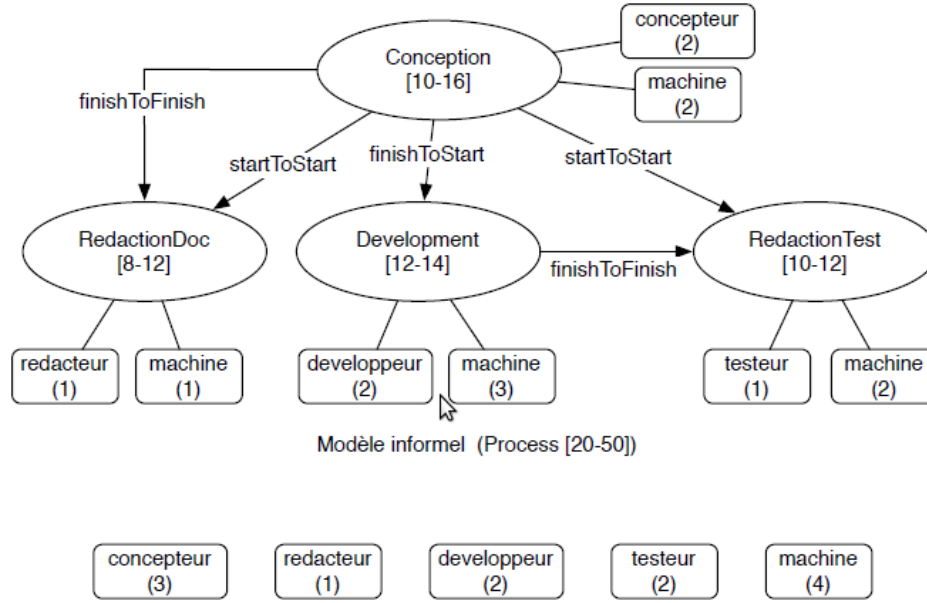 concepteur
(2)
Conception
[10-16]
machine
(2)
finishToFinish
startToStart
finishToStart
startToStart
RedactionDoc
[8-12]
Development
[12-14]
finishToFinish
RedactionTest
[10-12]
redacteur
(1)
machine
(1)
developpeur
(2)
machine
(3)
testeur
(1)
machine
(2)
Modèle informel (Process [20-50])
concepteur
(3)
redacteur
(1)
developpeur
(2)
testeur
(2)
machine
(4)